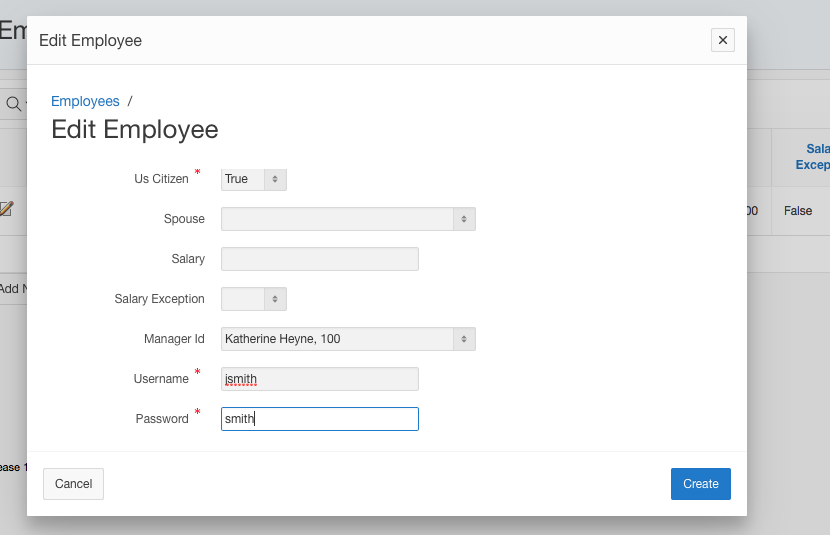 Edit Employee
Employees /
Edit Employee
Us Citizen * True
Spouse
Salary
Salary Exception
Manager Id Katherine Heyne, 100
Username * jsmith
Password * smith
Cancel Create
Em
Sala
Excep
00 False
Add N
ease 1